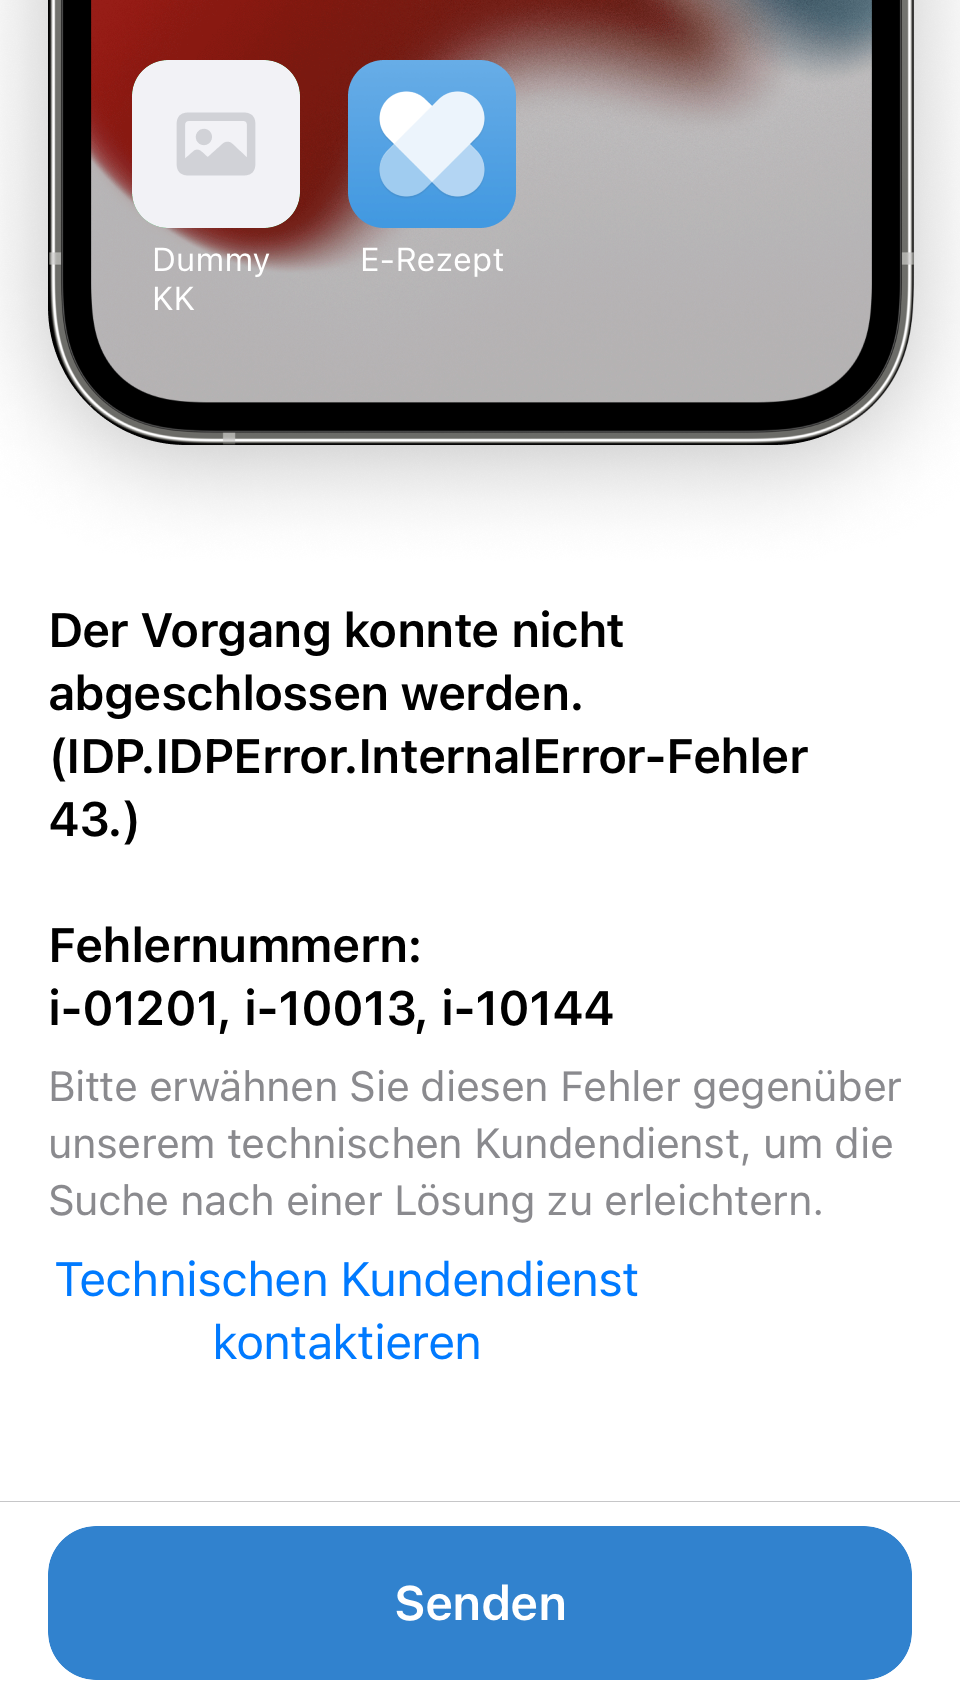 Dummy
KK
E-Rezept
Der Vorgang konnte nicht
abgeschlossen werden.
(IDP.IDPError.InternalError-Fehler
43.)
Fehlernummern:
i-01201, i-10013, i-10144
Bitte erwähnen Sie diesen Fehler gegenüber
unserem technischen Kundendienst, um die
Suche nach einer Lösung zu erleichtern.
Technischen Kundendienst
kontaktieren
Senden